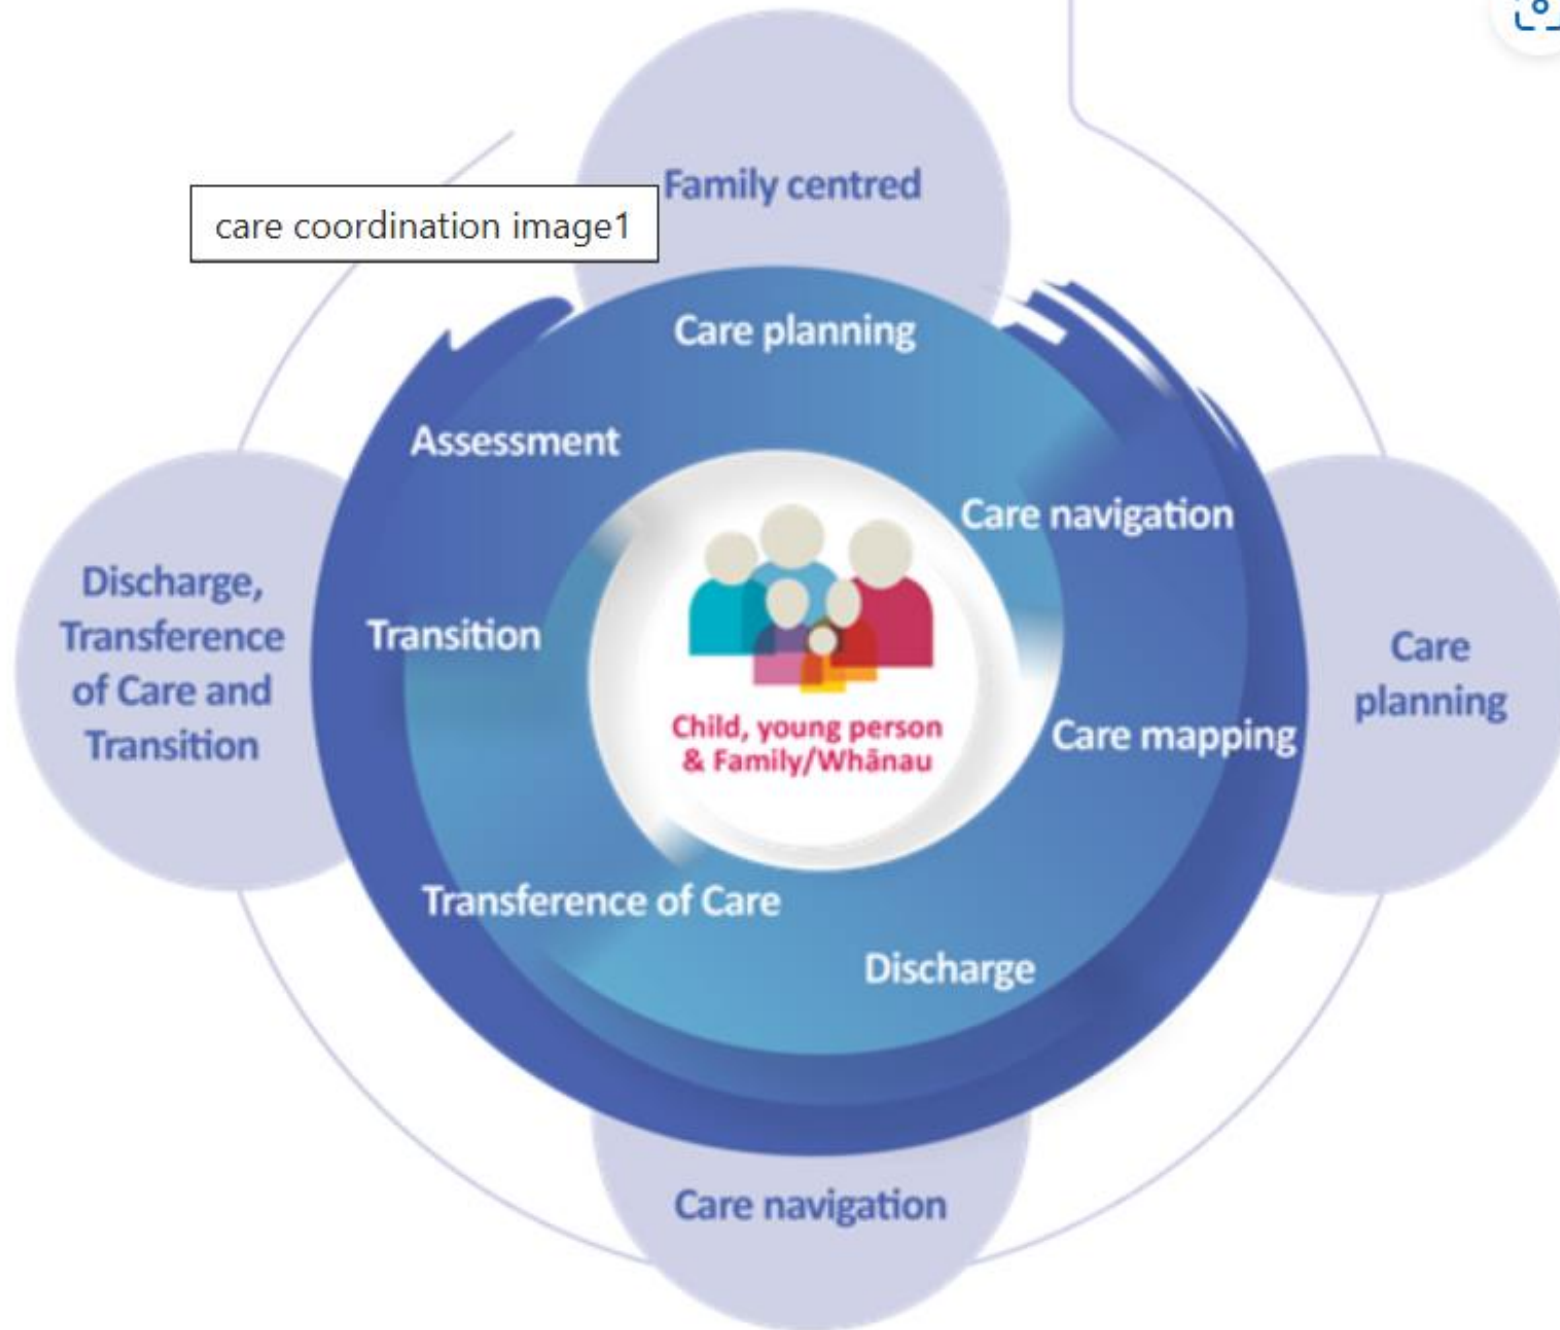 Family centred
care coordination image1
Care planning
Assessment
Care navigation
Discharge,
Transference
of Care and
Transition
Transition
Child, young person
& Family/Whānau
Care mapping
Care
planning
Transference of Care
Discharge
Care navigation